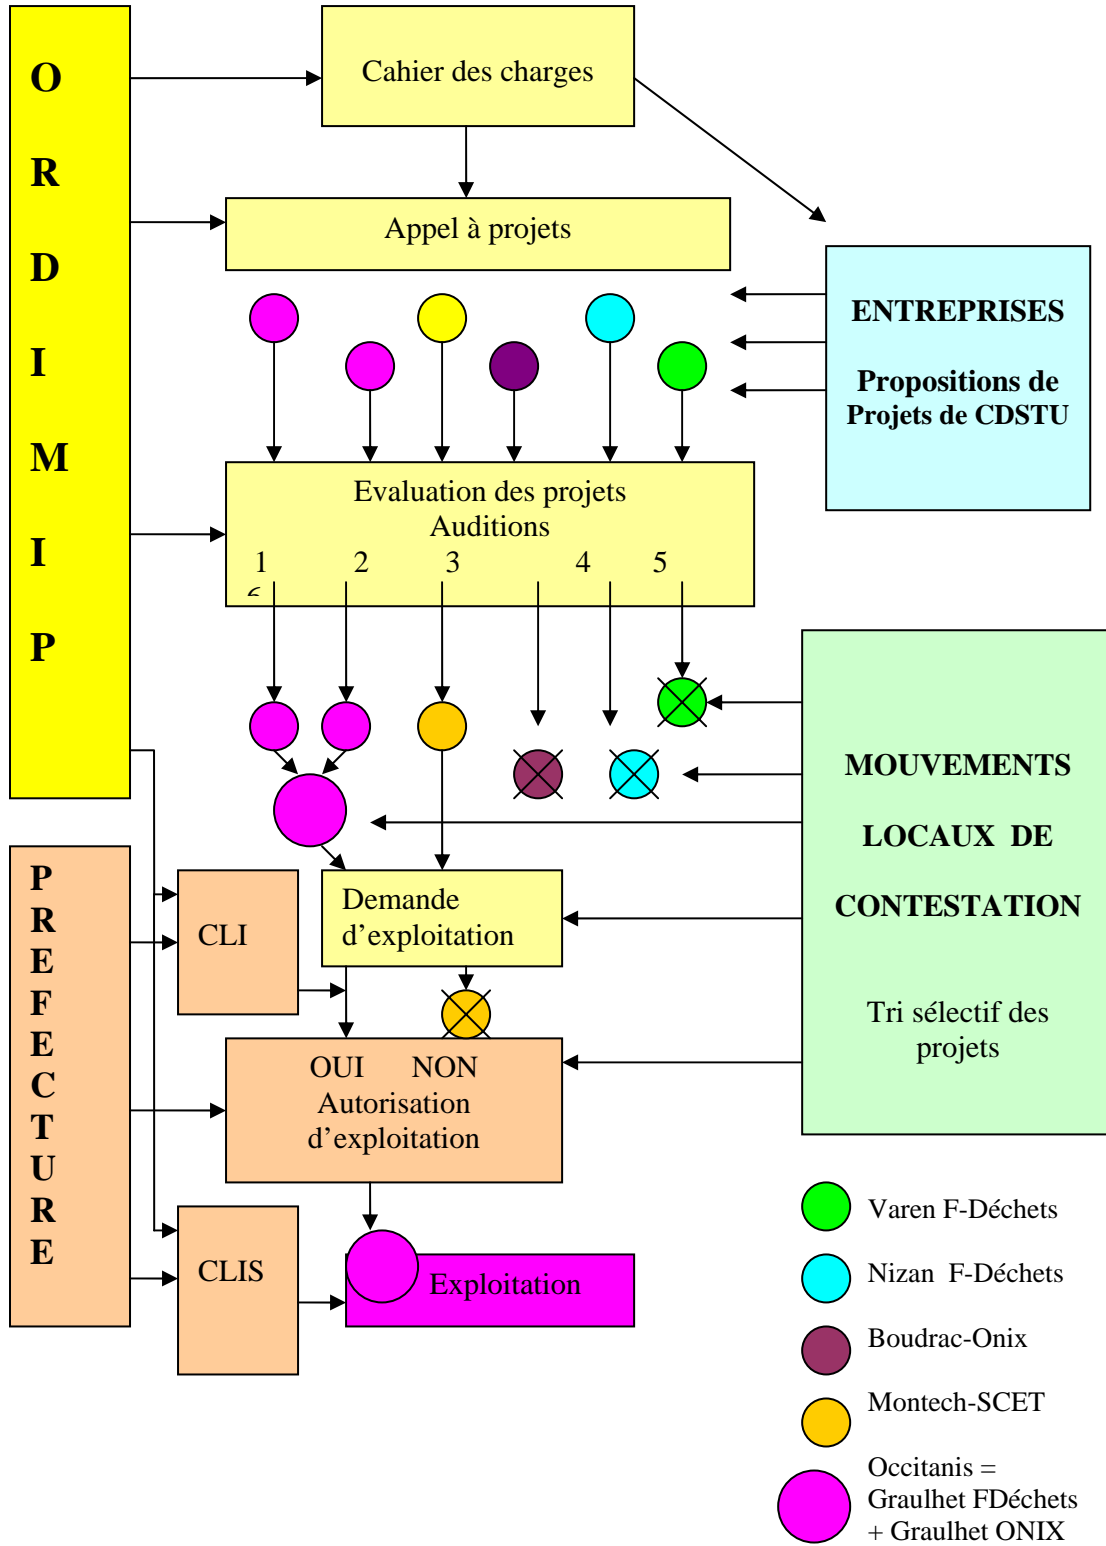 O
R
D
I
M
I
P
Cahier des charges
Appel à projets
ENTREPRISES
Propositions de
Projets de CDSTU
Evaluation des projets
Auditions
1 2 3 4 5
MOUVEMENTS
LOCAUX DE
CONTESTATION
Tri sélectif des
projets
P
R
E
F
E
C
T
U
R
E
CLI
Demande
d’exploitation
OUI NON
Autorisation
d’exploitation
CLIS
Exploitation
Varen F-Déchets
Nizan F-Déchets
Boudrac-Onix
Montech-SCET
Occitanis =
Graulhet FDéchets
+ Graulhet ONIX